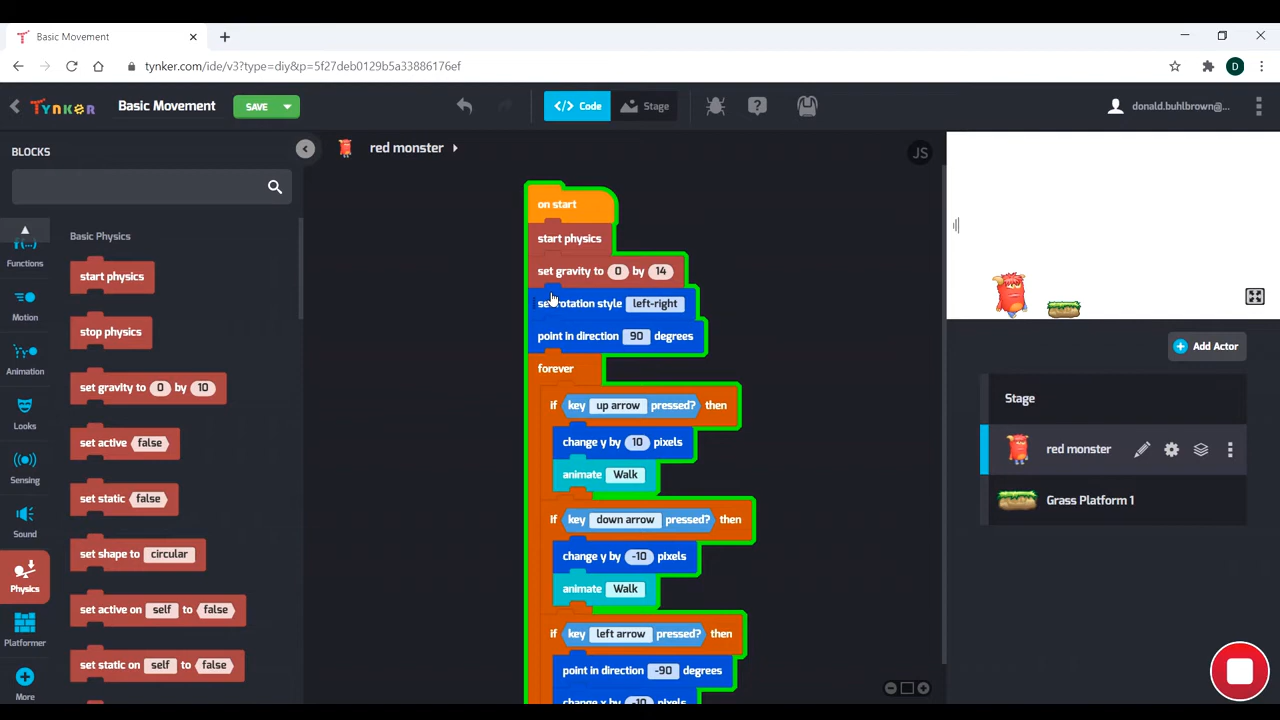 Basic Movement
tynker.com/ide/v3?type=diy&p=5f27deb0129b5a33886176ef
D
TYNKER
Basic Movement
SAVE
</> Code
Stage
donald.buhlbrown@...
BLOCKS
red monster
JS
Functions
Motion
Animation
Looks
Sensing
Sound
Physics
Platformer
More
Basic Physics
start physics
stop physics
set gravity to 0 by 10
set active false
set static false
set shape to circular
set active on self to false
set static on self to false
on start
start physics
set gravity to 0 by 14
set rotation style left-right
point in direction 90 degrees
forever
if key up arrow pressed? then
change y by 10 pixels
animate Walk
if key down arrow pressed? then
change y by -10 pixels
animate Walk
if key left arrow pressed? then
point in direction -90 degrees
change x by -10 pixels
Add Actor
Stage
red monster
Grass Platform 1